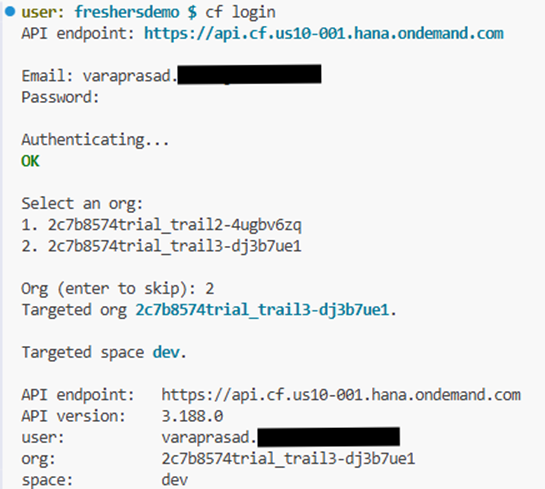 user: freshersdemo $ cf login
API endpoint: https://api.cf.us10-001.hana.ondemand.com
Email: varaprasad.
Password:
Authenticating...
OK
Select an org:
1. 2c7b8574trial_trail2-4ugbv6zq
2. 2c7b8574trial_trail3-dj3b7ue1
Org (enter to skip): 2
Targeted org 2c7b8574trial_trail3-dj3b7ue1.
Targeted space dev.
API endpoint:   https://api.cf.us10-001.hana.ondemand.com
API version:    3.188.0
user:           varaprasad.
org:            2c7b8574trial_trail3-dj3b7ue1
space:          dev